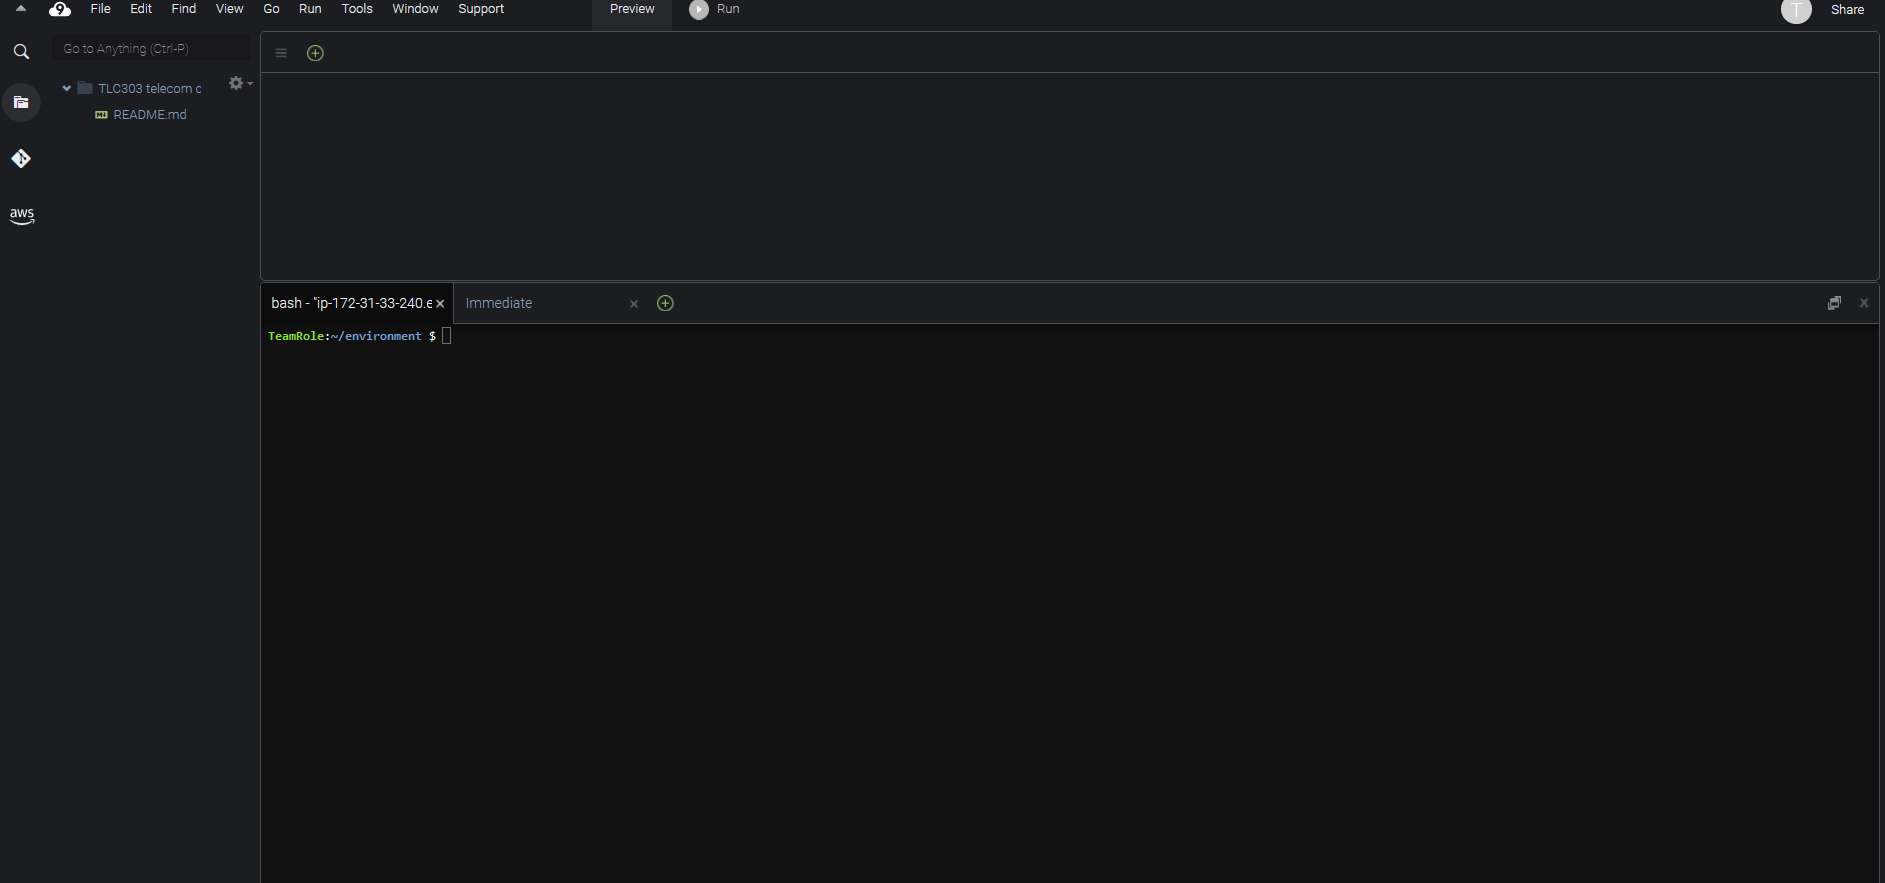 File Edit Find View Go Run Tools Window Support Preview Run T Share
Go to Anything (Ctrl-P)
TLC303 telecom c
README.md
aws
bash - "ip-172-31-33-240.e Immediate
TeamRole:~/environment $